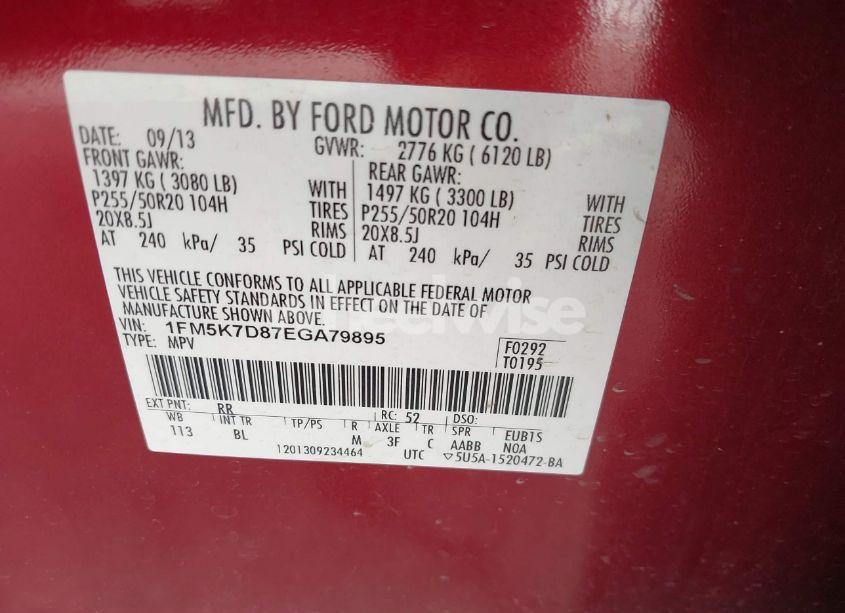 MFD. BY FORD MOTOR CO.
DATE: 09/13 GVWR: 2776 KG ( 6120 LB)
FRONT GAWR: REAR GAWR:
1397 KG ( 3080 LB) WITH 1497 KG ( 3300 LB) WITH
P255/50R20 104H TIRES P255/50R20 104H TIRES
20X8.5J RIMS 20X8.5J RIMS
AT 240 kPa/ 35 PSI COLD AT 240 kPa/ 35 PSI COLD
THIS VEHICLE CONFORMS TO ALL APPLICABLE FEDERAL MOTOR
VEHICLE SAFETY STANDARDS IN EFFECT ON THE DATE OF
MANUFACTURE SHOWN ABOVE.
VIN: 1FM5K7D87EGA79895
TYPE: MPV
F0292
T0195
EXT PNT: RR RC: 52 DSO:
WB INT TR TP/PS R AXLE TR SPR EUB1S
113 BL M 3F C AABB N0A
1201309234464 UTC ▽5U5A-1520472-BA